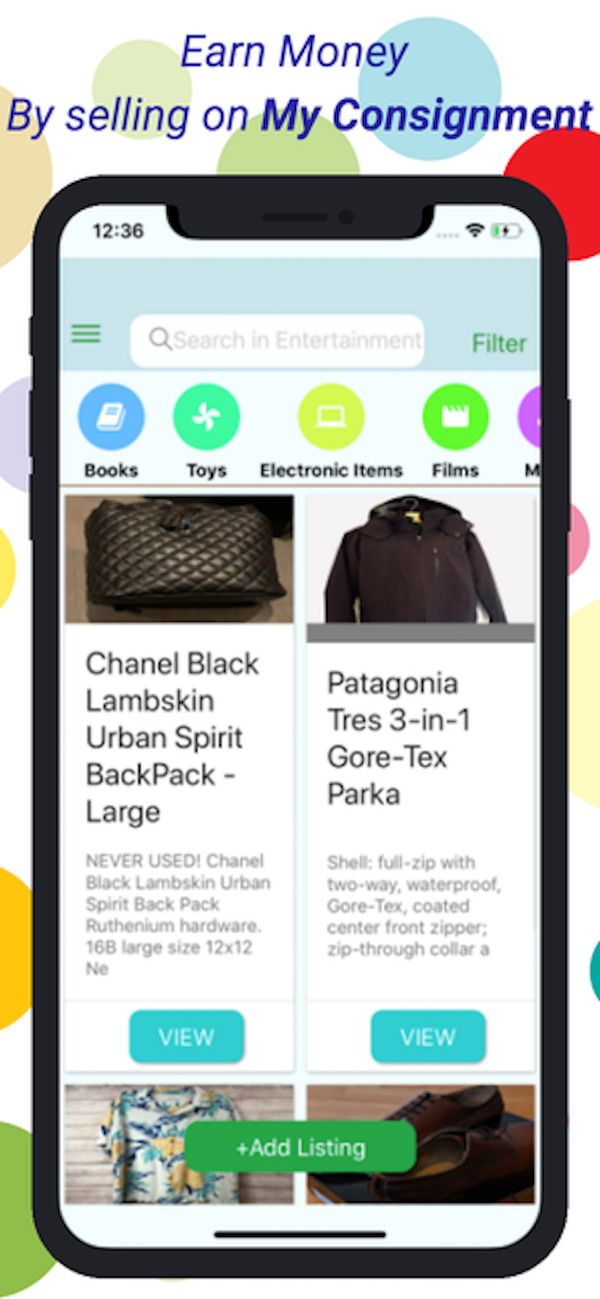 Earn Money
By selling on My Consignment
12:36
Search in Entertainment
Filter
Books
Toys
Electronic Items
Films
M
Chanel Black
Lambskin
Urban Spirit
BackPack -
Large
NEVER USED! Chanel
Black Lambskin Urban
Spirit Back Pack
Ruthenium hardware.
16B large size 12x12
Ne
VIEW
Patagonia
Tres 3-in-1
Gore-Tex
Parka
Shell: full-zip with
two-way, waterproof,
Gore-Tex, coated
center front zipper;
zip-through collar a
VIEW
+Add Listing